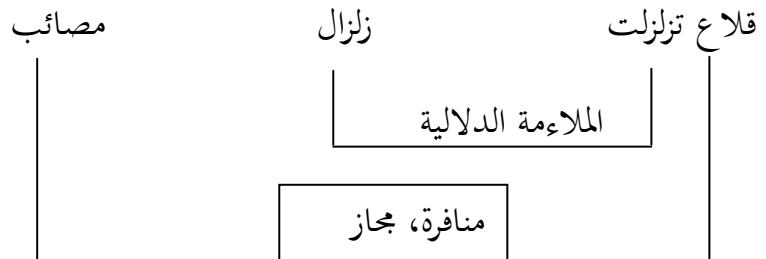 قلاع تزلزلت زلزال مصائب
الملاءمة الدلالية
منافرة، مجاز